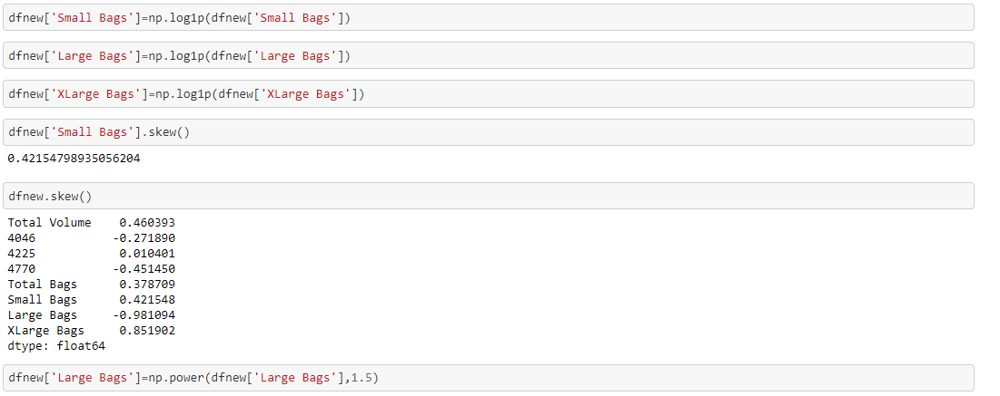 dfnew['Small Bags']=np.log1p(dfnew['Small Bags'])
dfnew['Large Bags']=np.log1p(dfnew['Large Bags'])
dfnew['XLarge Bags']=np.log1p(dfnew['XLarge Bags'])
dfnew['Small Bags'].skew()
0.42154798935056204
dfnew.skew()
Total Volume    0.460393
4046           -0.271890
4225            0.010401
4770           -0.451450
Total Bags      0.378709
Small Bags      0.421548
Large Bags     -0.981094
XLarge Bags     0.851902
dtype: float64
dfnew['Large Bags']=np.power(dfnew['Large Bags'],1.5)